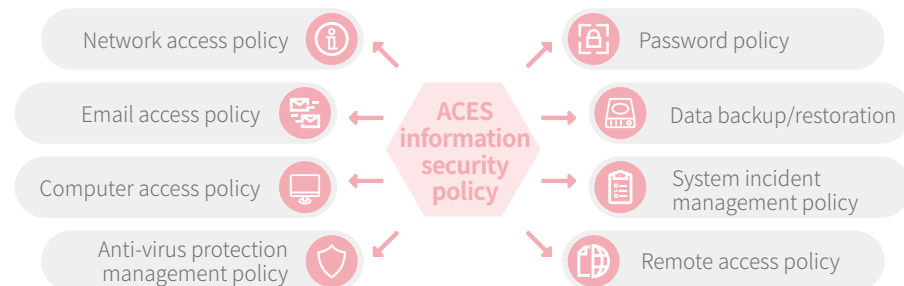 Network access policy
Email access policy
Computer access policy
Anti-virus protection
management policy
ACES
information
security
policy
Password policy
Data backup/restoration
System incident
management policy
Remote access policy